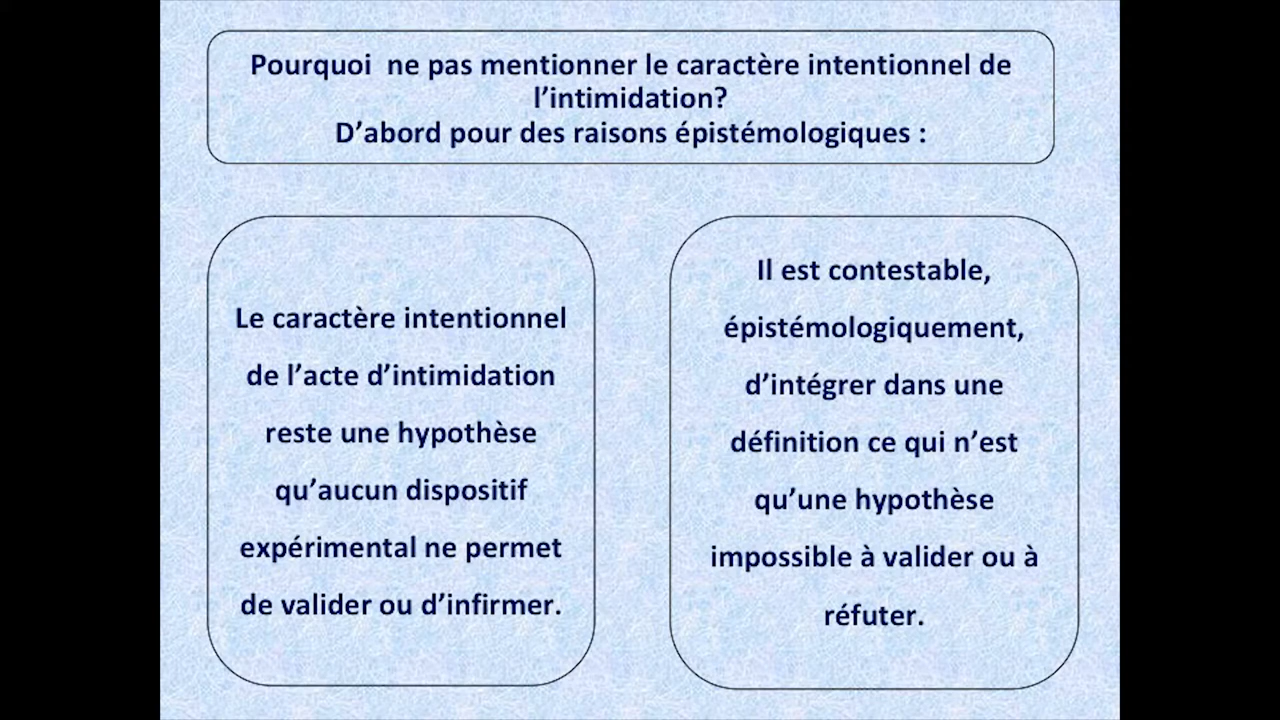 Pourquoi ne pas mentionner le caractère intentionnel de
l’intimidation?
D’abord pour des raisons épistémologiques :
Le caractère intentionnel
de l’acte d’intimidation
reste une hypothèse
qu’aucun dispositif
expérimental ne permet
de valider ou d’infirmer.
Il est contestable,
épistémologiquement,
d’intégrer dans une
définition ce qui n’est
qu’une hypothèse
impossible à valider ou à
réfuter.